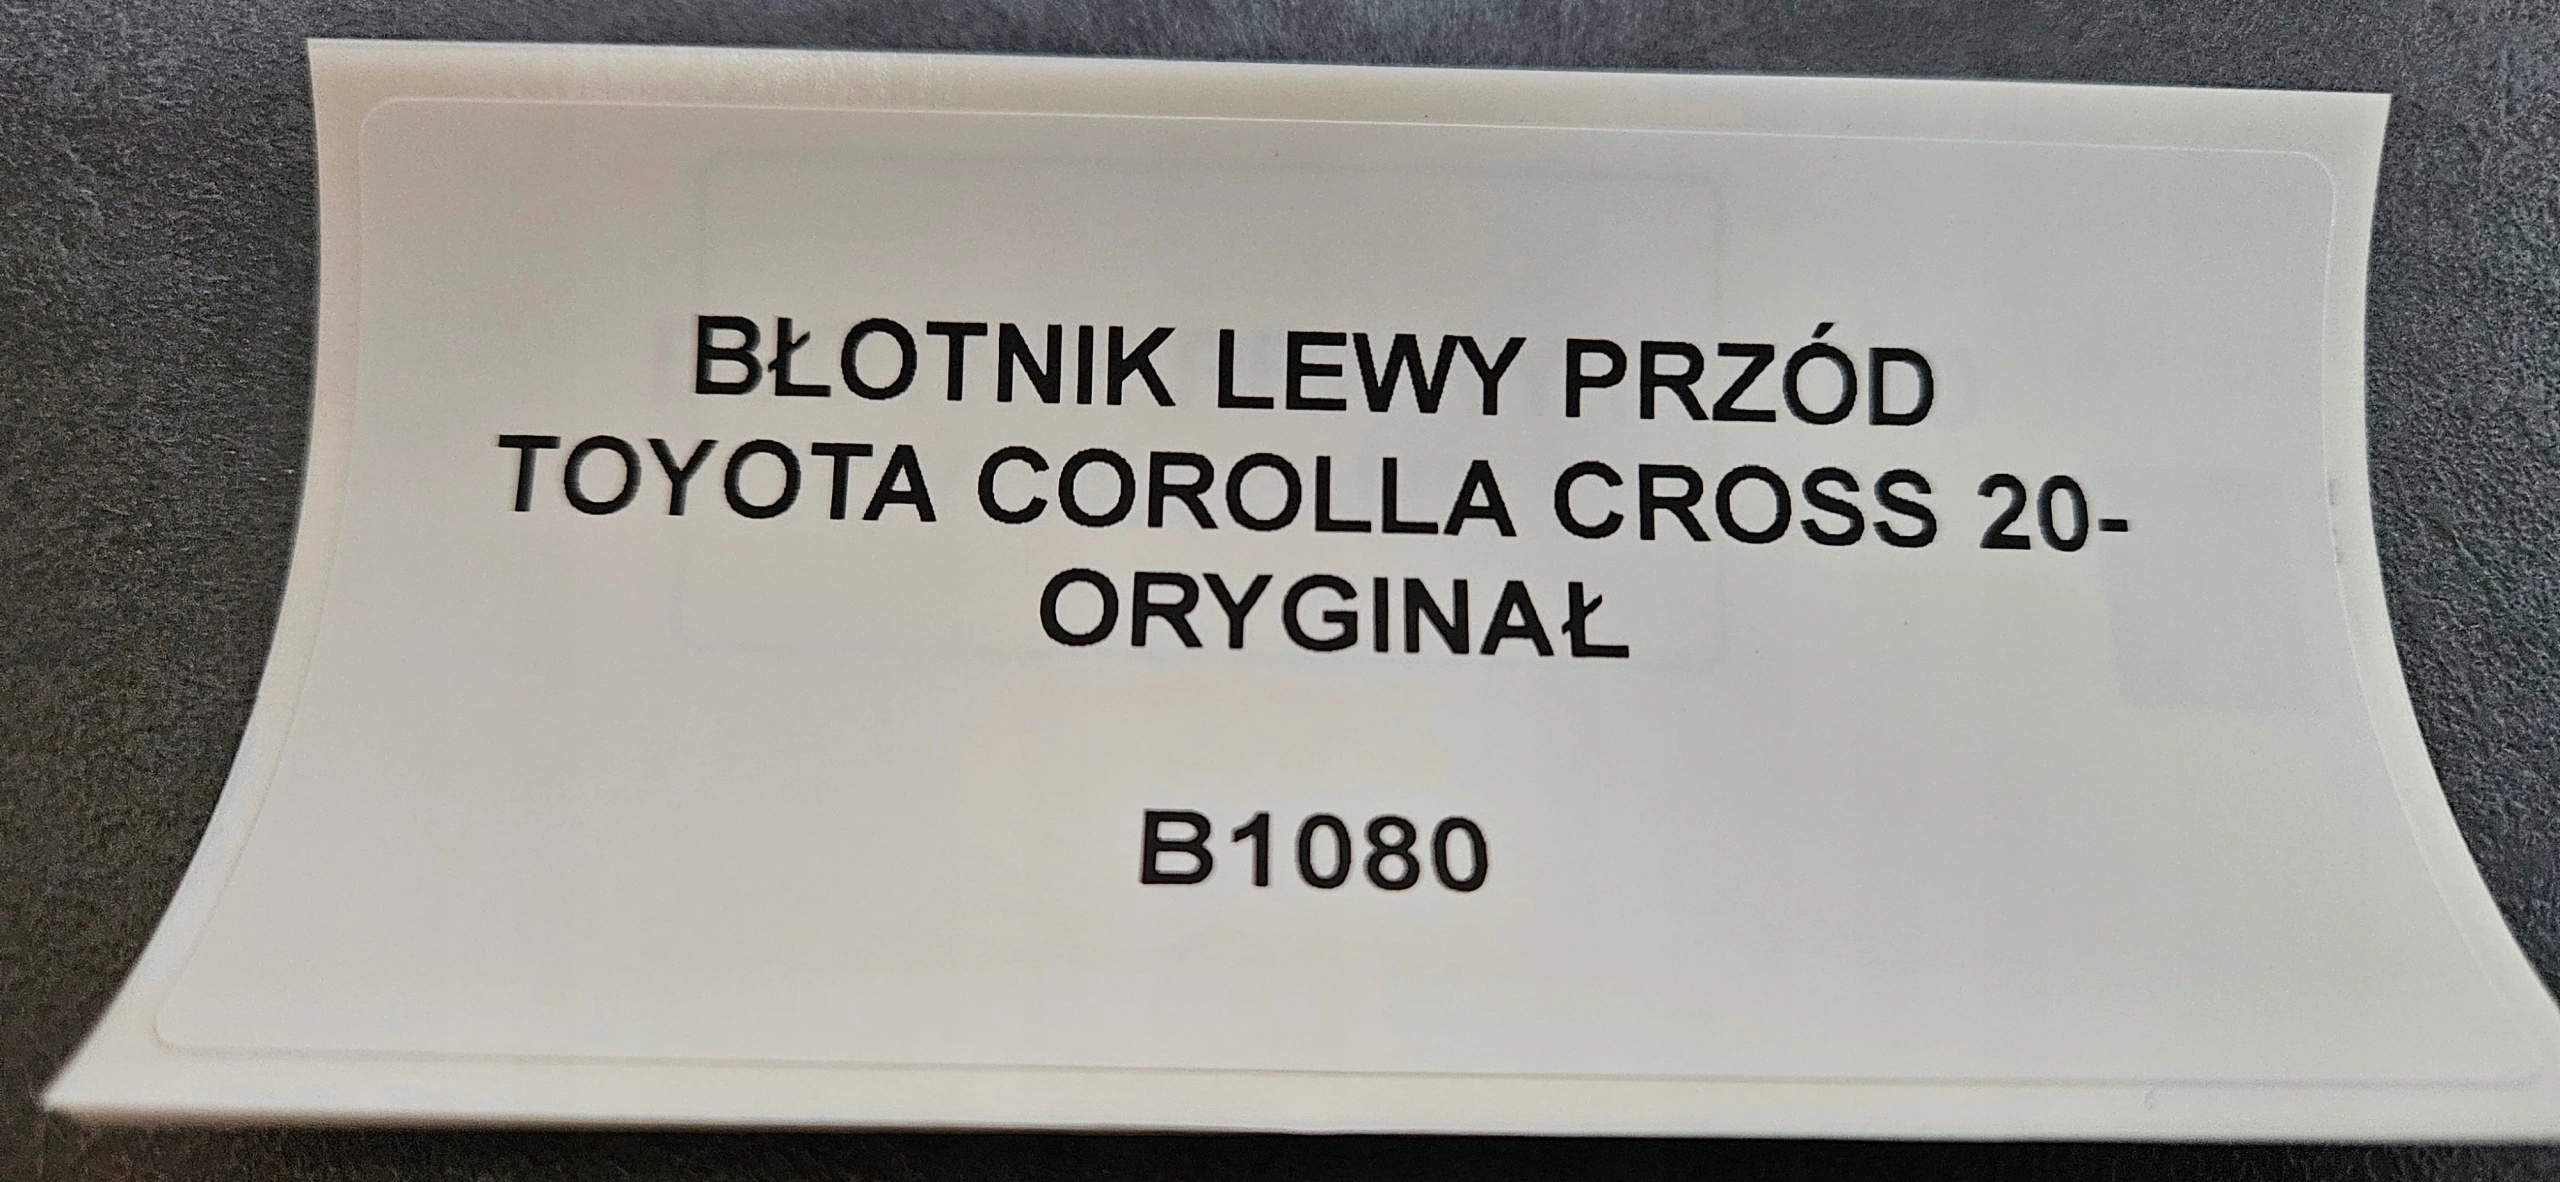 BŁOTNIK LEWY PRZÓD
TOYOTA COROLLA CROSS 20-
ORYGINAŁ
B1080